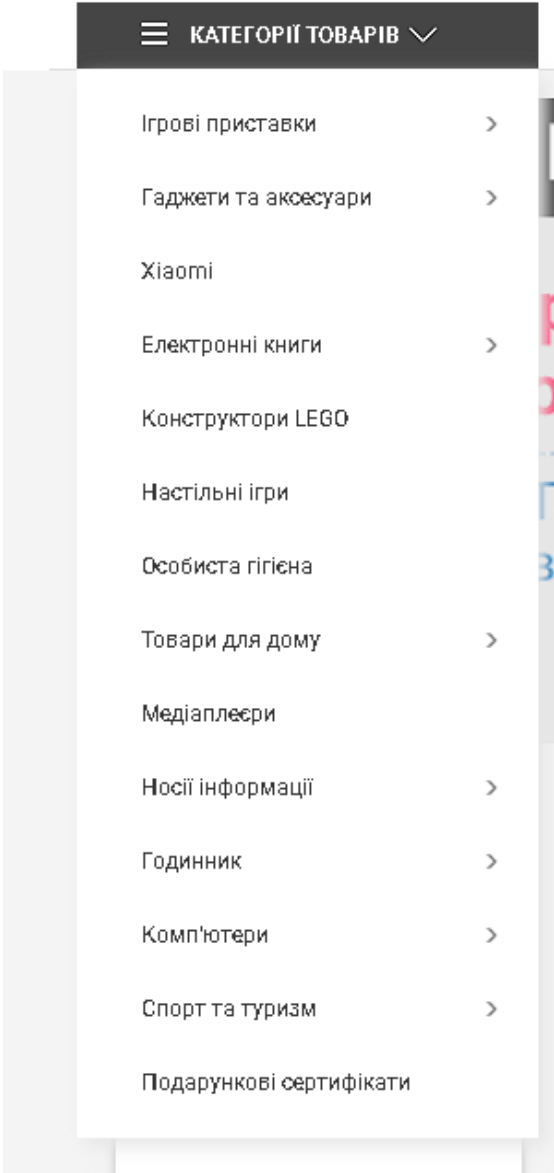 КАТЕГОРІЇ ТОВАРІВ
Ігрові приставки
Гаджети та аксесуари
Xiaomi
Електронні книги
Конструктори LEGO
Настільні ігри
Особиста гігієна
Товари для дому
Медіаплеєри
Носії інформації
Годинник
Комп'ютери
Спорт та туризм
Подарункові сертифікати